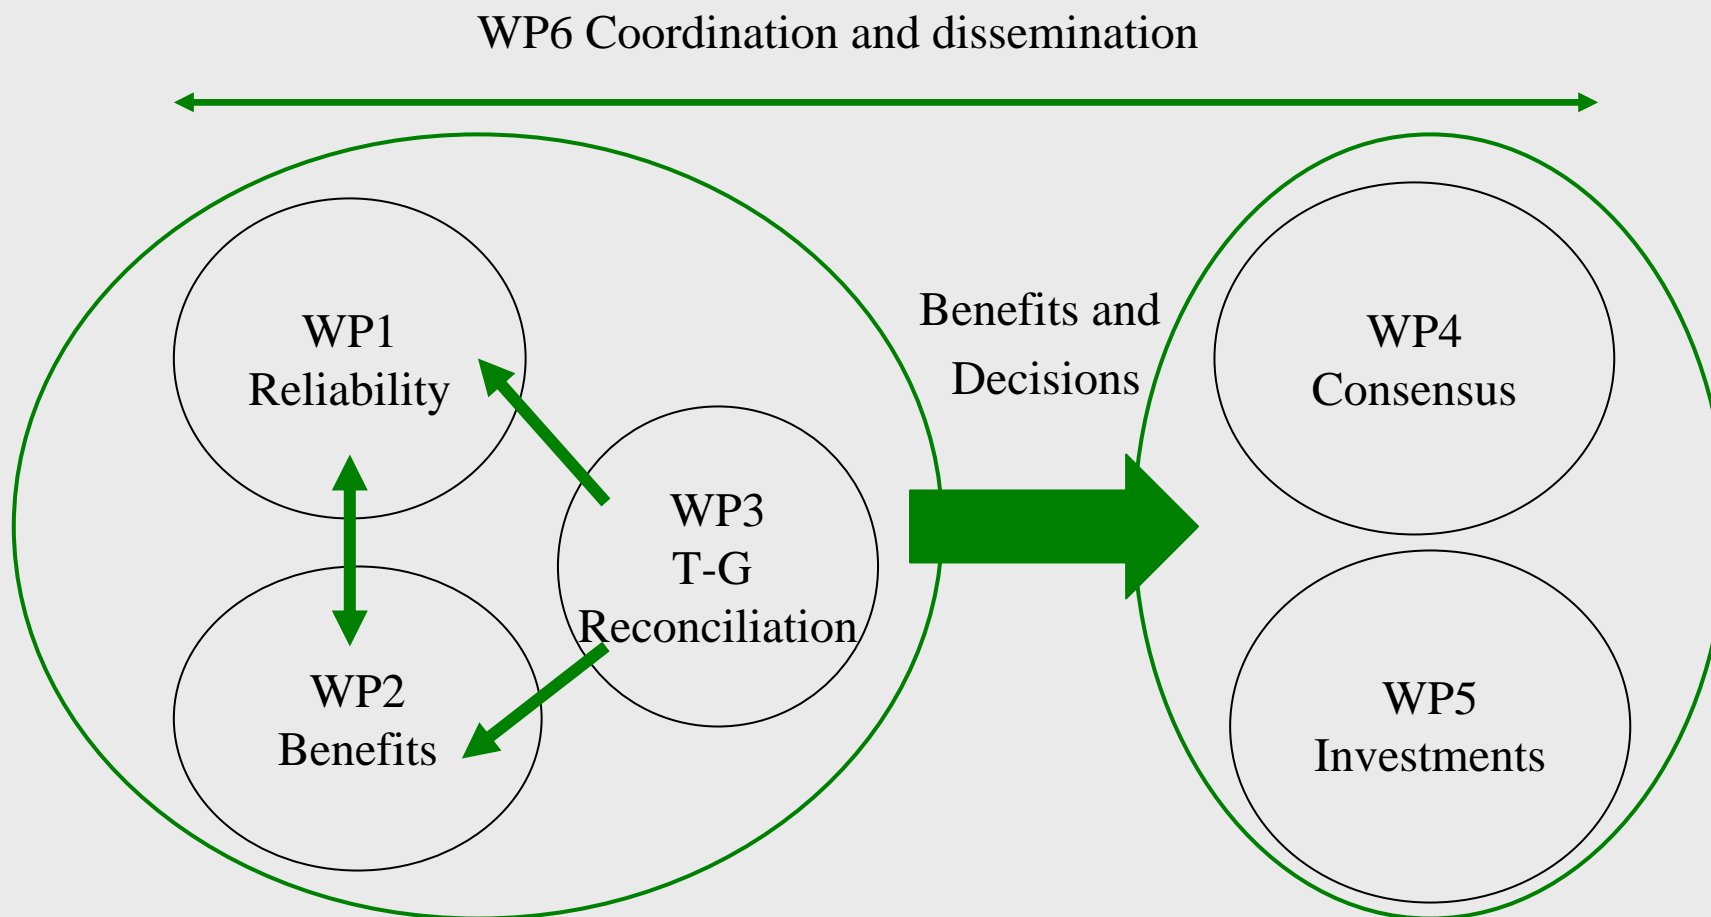 WP6 Coordination and dissemination
WP1
Reliability
WP2
Benefits
WP3
T-G
Reconciliation
Benefits and
Decisions
WP4
Consensus
WP5
Investments